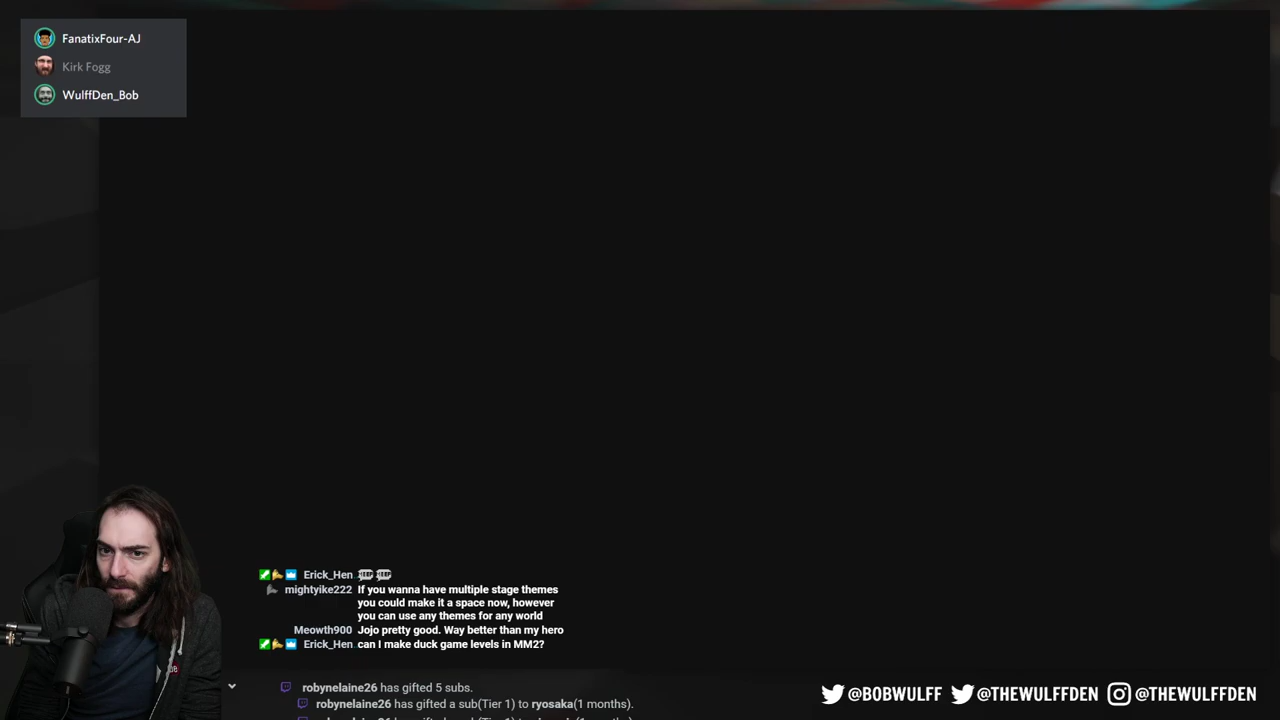 FanatixFour-AJ
Kirk Fogg
WulffDen_Bob
Erick_Hen
mightyike222 If you wanna have multiple stage themes
you could make it a space now, however
you can use any themes for any world
Meowth900 Jojo pretty good. Way better than my hero
Erick_Hen can I make duck game levels in MM2?
robynelaine26 has gifted 5 subs.
robynelaine26 has gifted a sub(Tier 1) to ryosaka(1 months).
@BOBWULFF @THEWULFFDEN @THEWULFFDEN